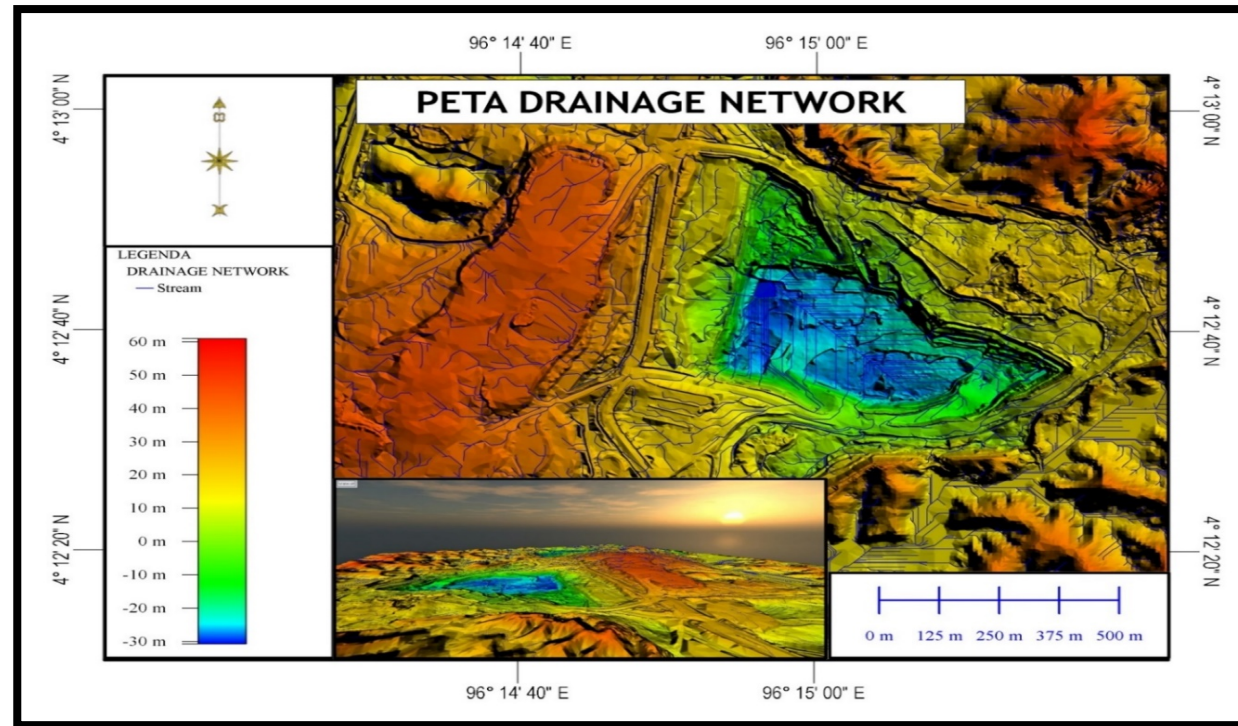 96° 14' 40" E
96° 15' 00" E
PETA DRAINAGE NETWORK
4° 13' 00" N
4° 13' 00" N
LEGENDA
DRAINAGE NETWORK
Stream
4° 12' 40" N
4° 12' 40" N
60 m
50 m
40 m
30 m
20 m
10 m
0 m
-10 m
-20 m
-30 m
4° 12' 20" N
4° 12' 20" N
0 m 125 m 250 m 375 m 500 m
96° 14' 40" E
96° 15' 00" E